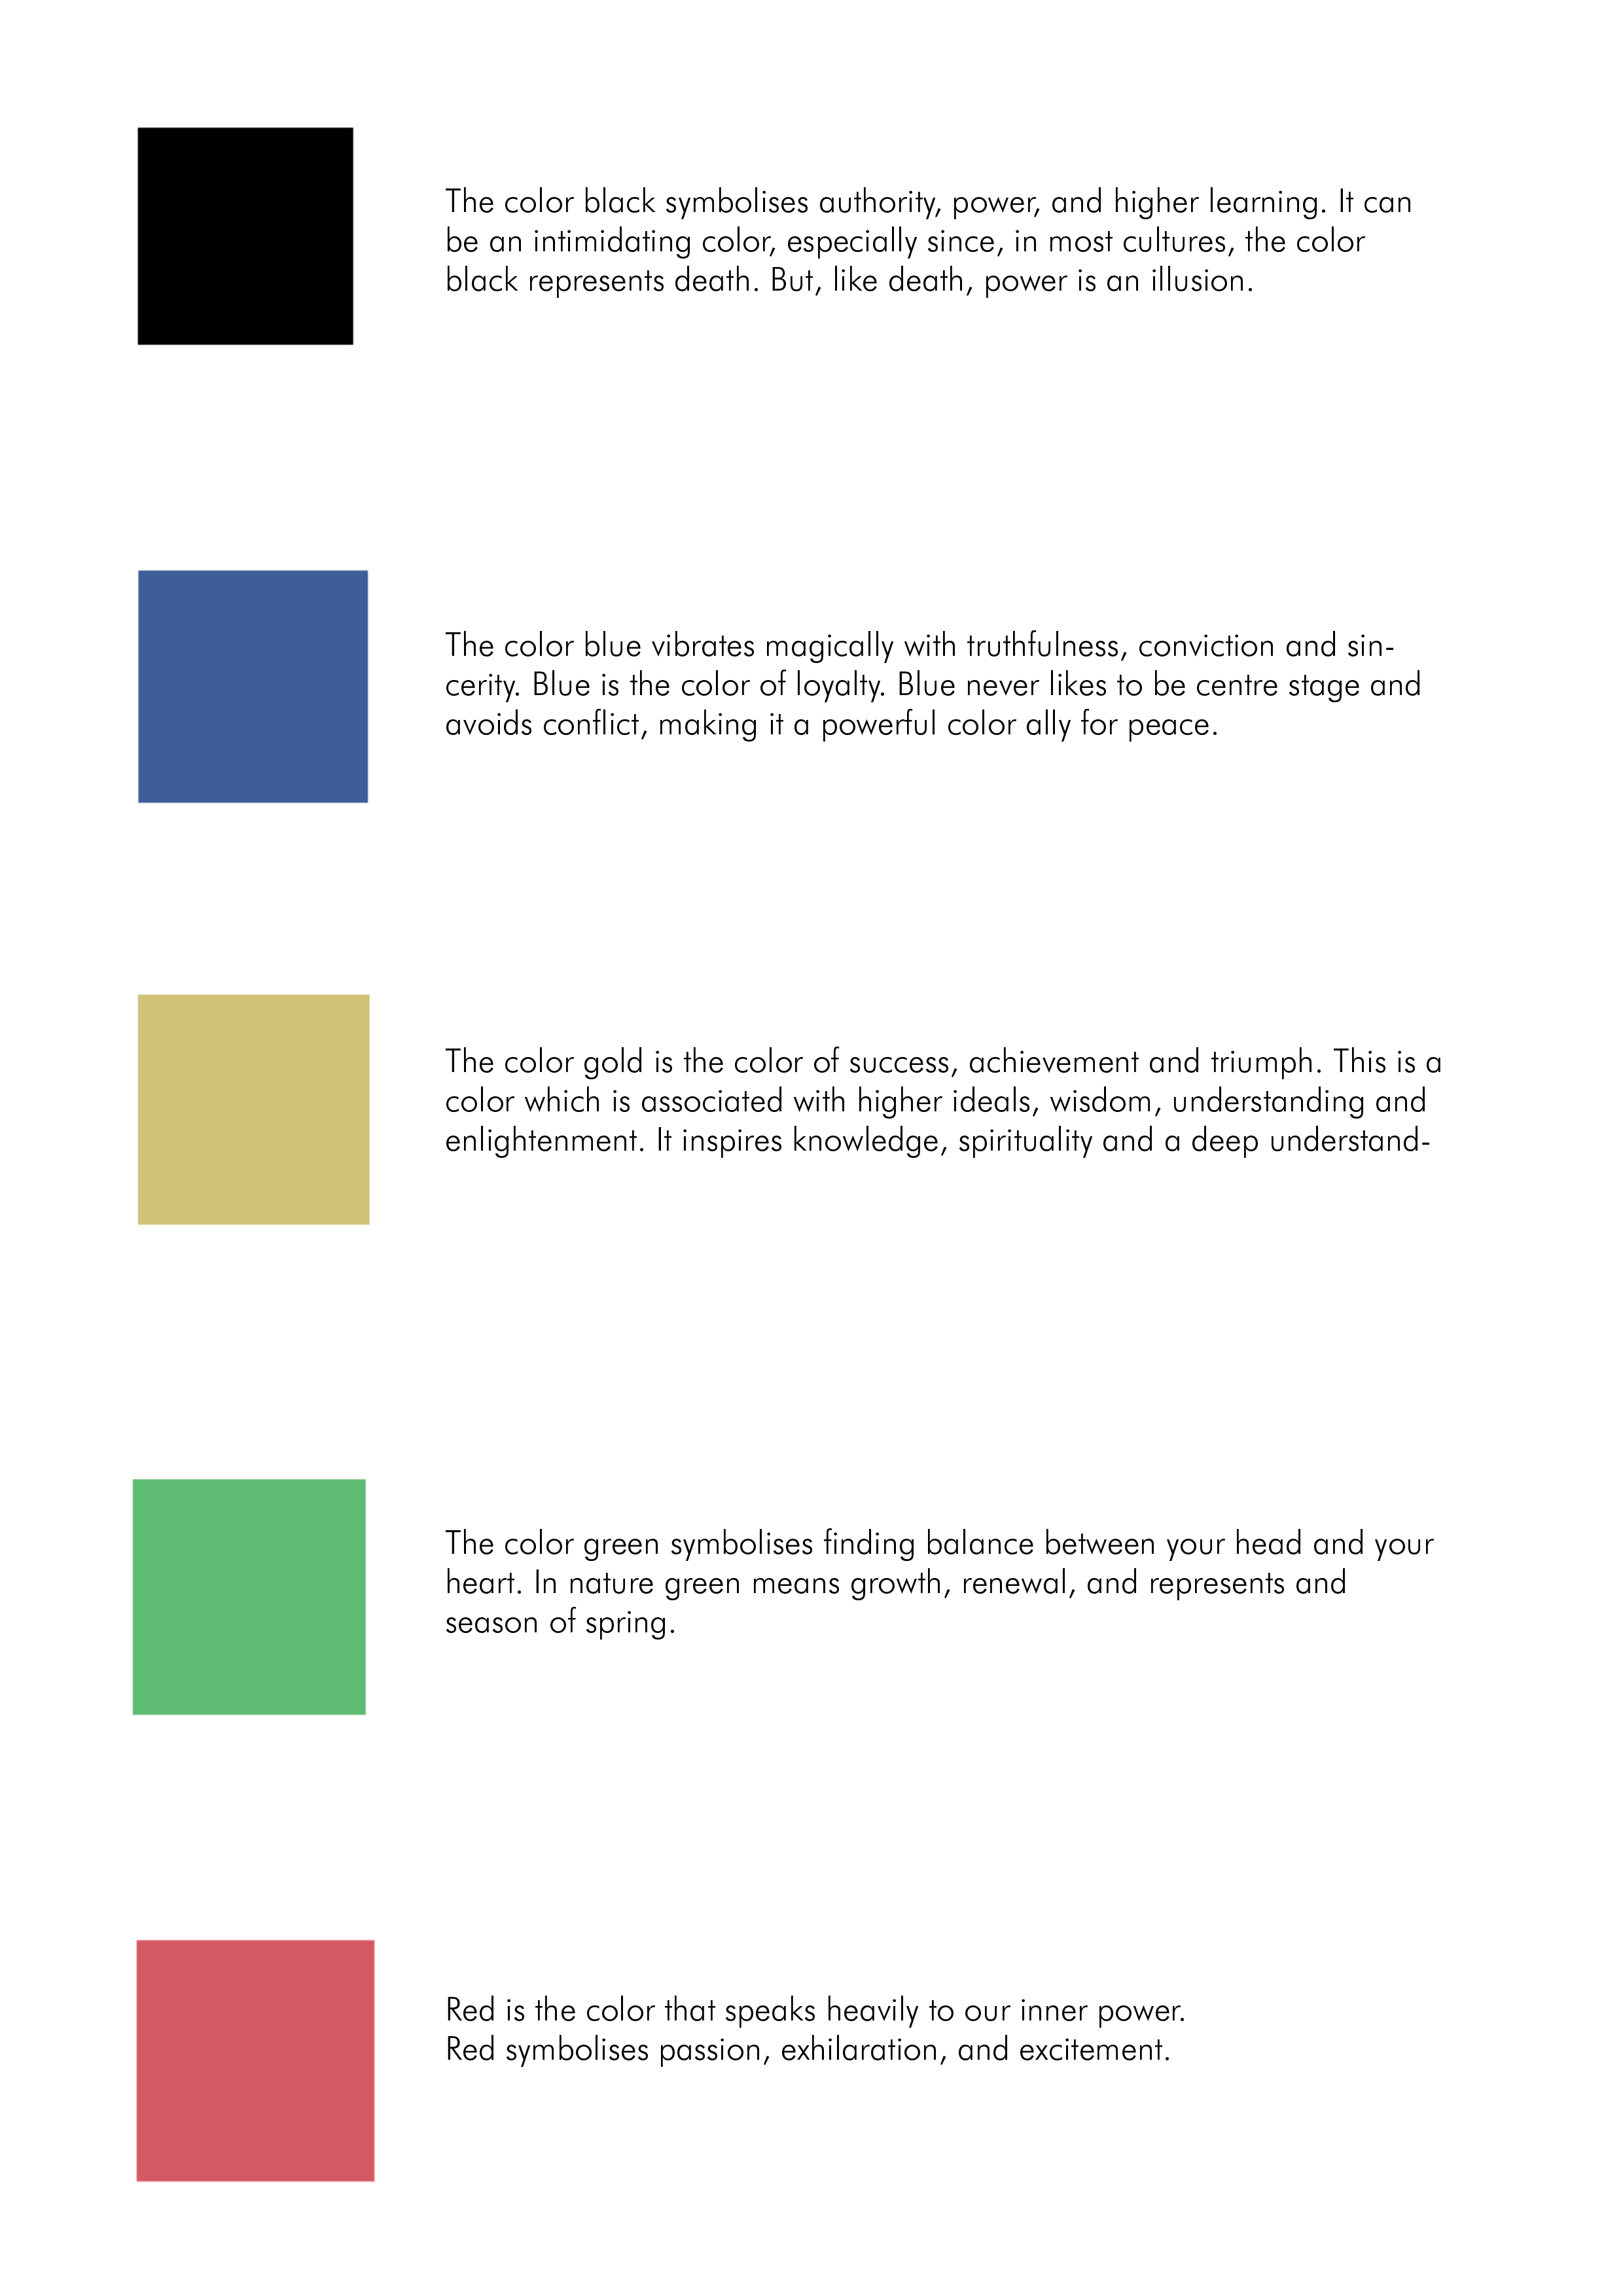 The color black symbolises authority, power, and higher learning. It can
be an intimidating color, especially since, in most cultures, the color
black represents death. But, like death, power is an illusion.
The color blue vibrates magically with truthfulness, conviction and sin-
cerity. Blue is the color of loyalty. Blue never likes to be centre stage and
avoids conflict, making it a powerful color ally for peace.
The color gold is the color of success, achievement and triumph. This is a
color which is associated with higher ideals, wisdom, understanding and
enlightenment. It inspires knowledge, spirituality and a deep understand-
The color green symbolises finding balance between your head and your
heart. In nature green means growth, renewal, and represents and
season of spring.
Red is the color that speaks heavily to our inner power.
Red symbolises passion, exhilaration, and excitement.